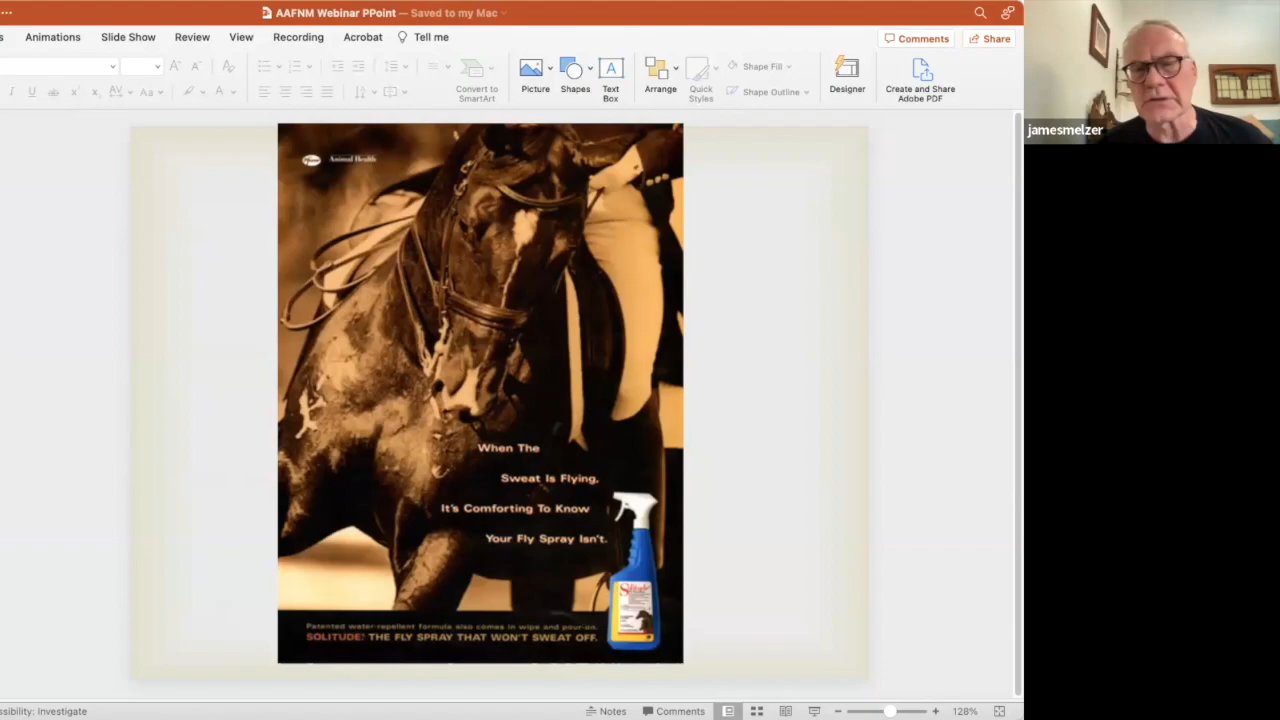 AAFNM Webinar PPoint — Saved to my Mac
Animations Slide Show Review View Recording Acrobat Tell me
Comments Share
Convert to SmartArt
Picture Shapes Text Box
Arrange Quick Styles
Shape Fill
Shape Outline
Designer
Create and Share Adobe PDF
jamesmelzer
Pfizer Animal Health
When The
Sweat Is Flying,
It's Comforting To Know
Your Fly Spray Isn't.
Solitude
Patented water-repellent formula also comes in wipe and pour-on.
SOLITUDE® THE FLY SPRAY THAT WON'T SWEAT OFF.
ssibility: Investigate
Notes Comments 128%